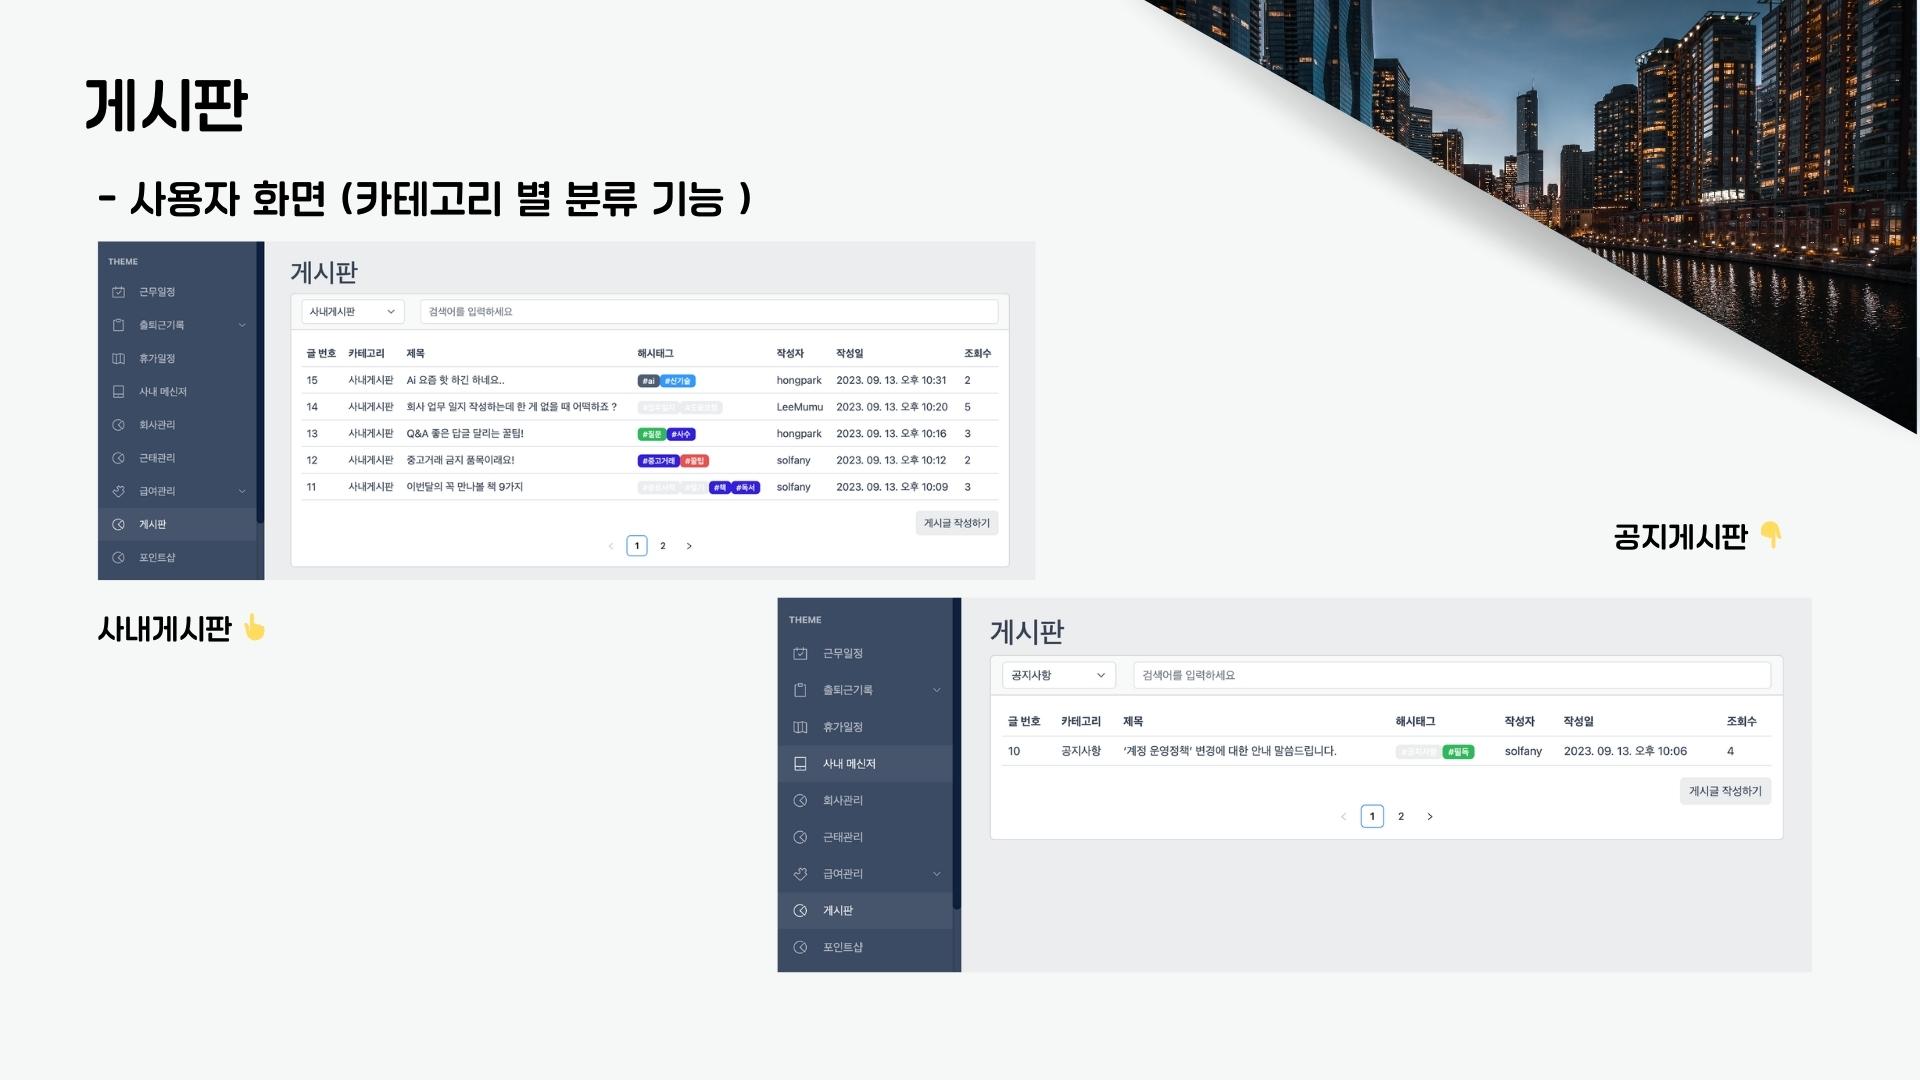 게시판
- 사용자 화면 (카테고리 별 분류 기능 )
THEME
근무일정
출퇴근기록
휴가일정
사내 메신저
회사관리
근태관리
급여관리
게시판
포인트샵
게시판
사내게시판 검색어를 입력하세요
글 번호 카테고리 제목 해시태그 작성자 작성일 조회수
15 사내게시판 Ai 요즘 핫 하긴 하네요.. #ai #신기술 hongpark 2023. 09. 13. 오후 10:31 2
14 사내게시판 회사 업무 일지 작성하는데 한 게 없을 때 어떡하죠 ? LeeMumu 2023. 09. 13. 오후 10:20 5
13 사내게시판 Q&A 좋은 답글 달리는 꿀팁! #질문 #사수 hongpark 2023. 09. 13. 오후 10:16 3
12 사내게시판 중고거래 금지 품목이래요! #중고거래 #꿀팁 solfany 2023. 09. 13. 오후 10:12 2
11 사내게시판 이번달의 꼭 만나볼 책 9가지 #책 #독서 solfany 2023. 09. 13. 오후 10:09 3
게시글 작성하기
< 1 2 >
사내게시판
공지게시판
THEME
근무일정
출퇴근기록
휴가일정
사내 메신저
회사관리
근태관리
급여관리
게시판
포인트샵
게시판
공지사항 검색어를 입력하세요
글 번호 카테고리 제목 해시태그 작성자 작성일 조회수
10 공지사항 '계정 운영정책' 변경에 대한 안내 말씀드립니다. #공지사항 #필독 solfany 2023. 09. 13. 오후 10:06 4
게시글 작성하기
< 1 2 >